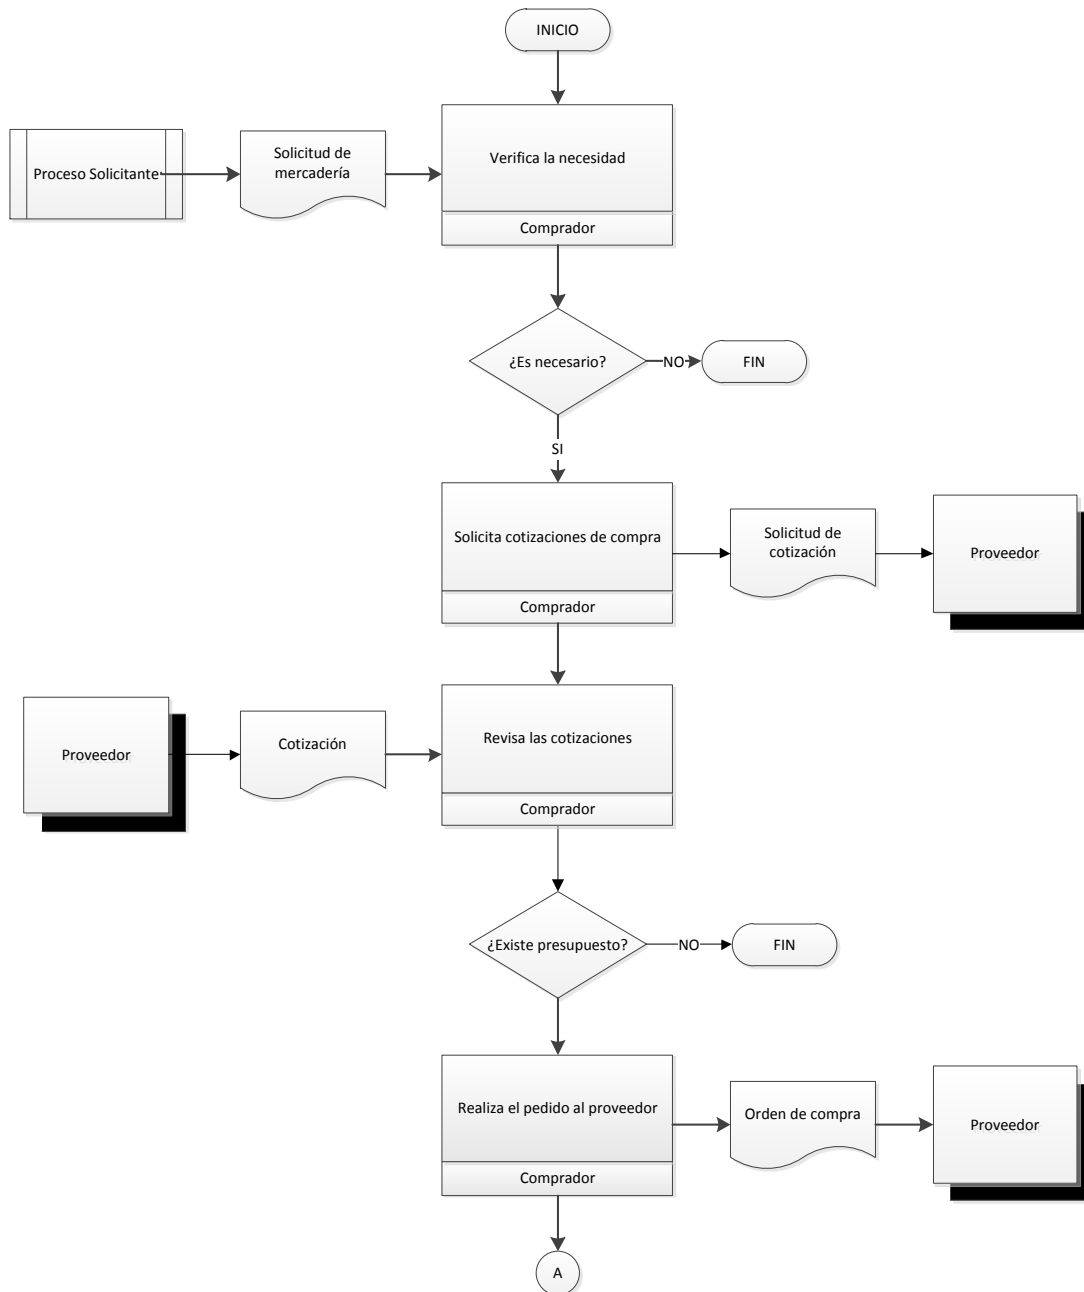 INICIO
Proceso Solicitante
Solicitud de
mercadería
Verifica la necesidad
Comprador
¿Es necesario?
NO
FIN
SI
Solicita cotizaciones de compra
Comprador
Solicitud de
cotización
Proveedor
Proveedor
Cotización
Revisa las cotizaciones
Comprador
¿Existe presupuesto?
NO
FIN
Realiza el pedido al proveedor
Comprador
Orden de compra
Proveedor
A